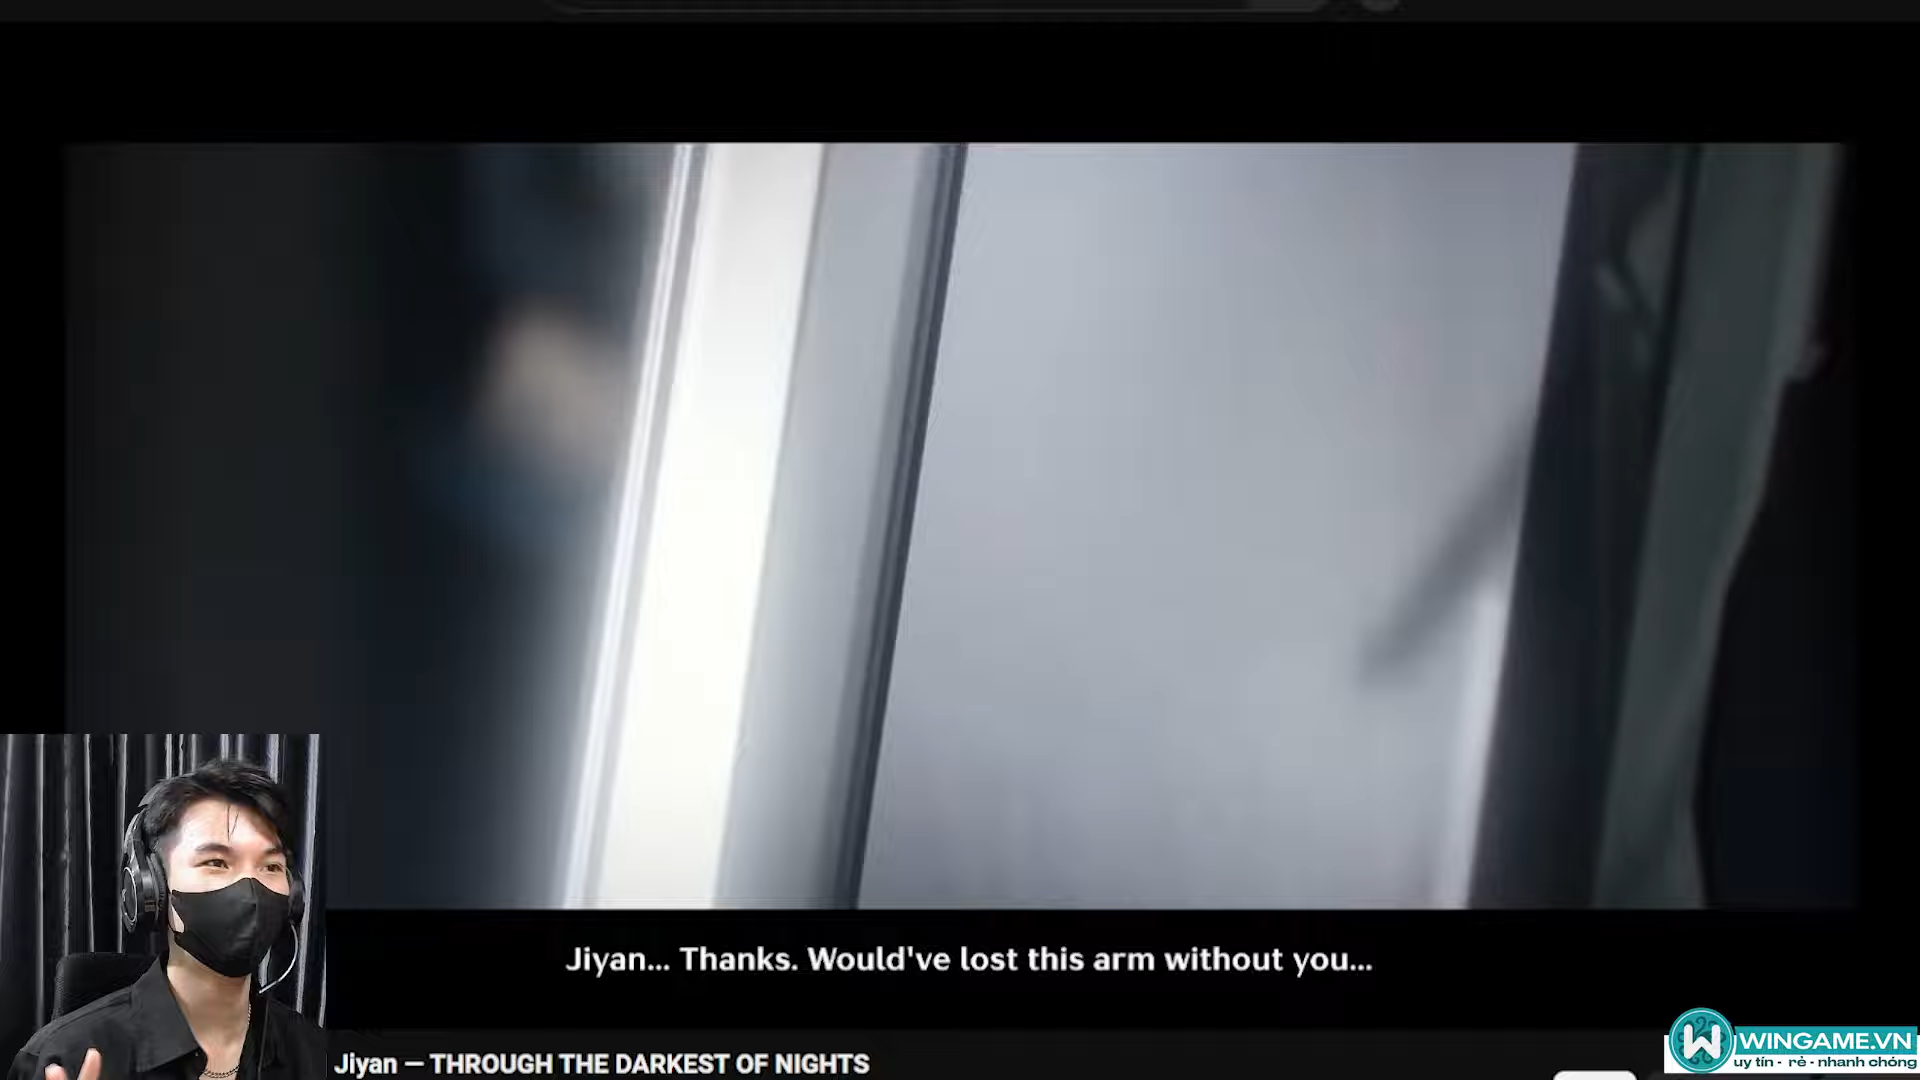 Jiyan... Thanks. Would've lost this arm without you...
Jiyan — THROUGH THE DARKEST OF NIGHTS
WINGAME.VN
uy tín - rẻ - nhanh chóng